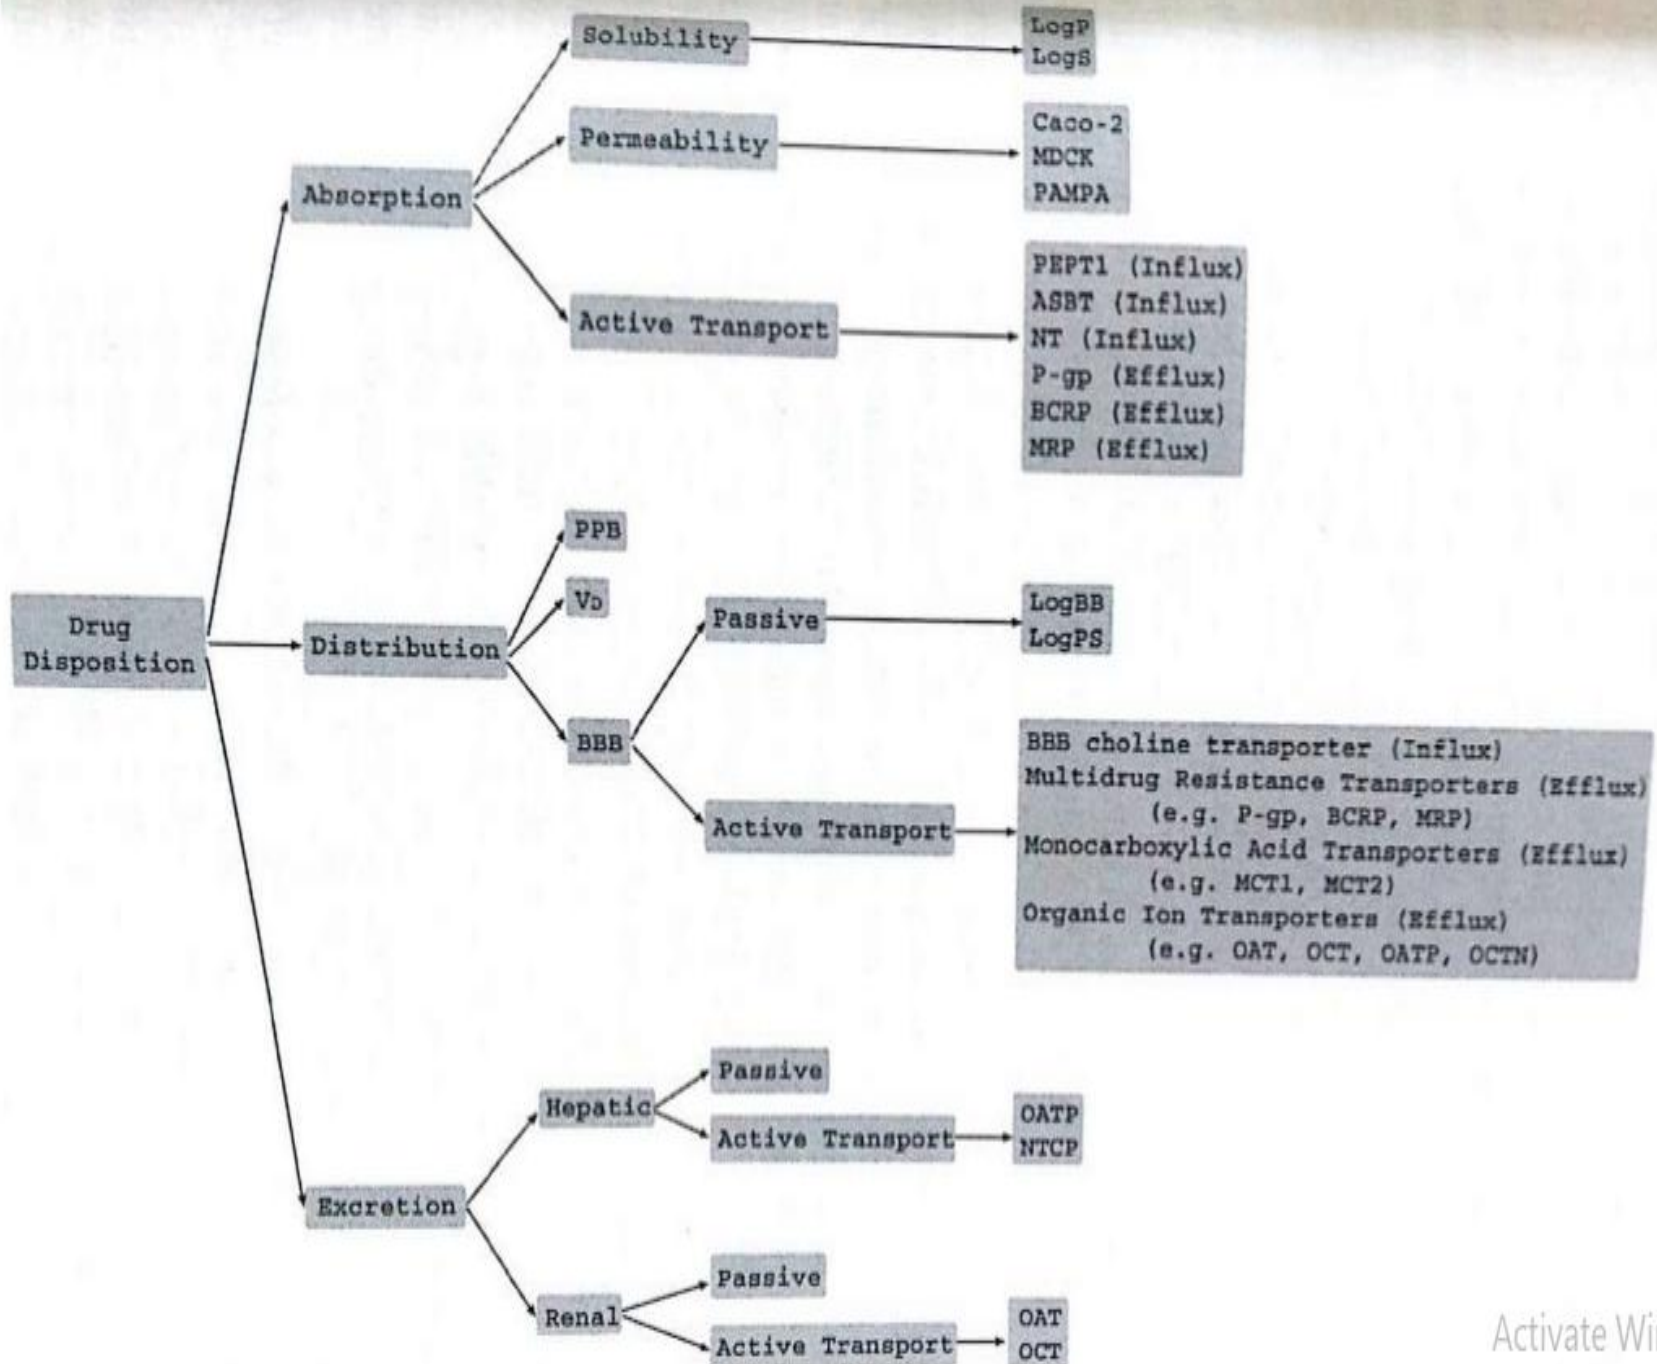 Solubility
LogP
LogS
Permeability
Caco-2
MDCK
PAMPA
Absorption
Active Transport
PEPT1 (Influx)
ASBT (Influx)
NT (Influx)
P-gp (Efflux)
BCRP (Efflux)
MRP (Efflux)
Drug
Disposition
Distribution
PPB
VD
BBB
Passive
LogBB
LogPS
Active Transport
BBB choline transporter (Influx)
Multidrug Resistance Transporters (Efflux)
(e.g. P-gp, BCRP, MRP)
Monocarboxylic Acid Transporters (Efflux)
(e.g. MCT1, MCT2)
Organic Ion Transporters (Efflux)
(e.g. OAT, OCT, OATP, OCTN)
Excretion
Hepatic
Passive
Active Transport
OATP
NTCP
Renal
Passive
Active Transport
OAT
OCT
Activate Wi